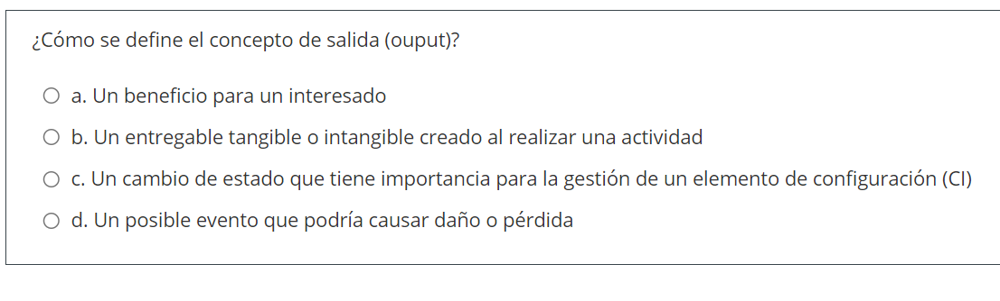 ¿Cómo se define el concepto de salida (ouput)?
a. Un beneficio para un interesado
b. Un entregable tangible o intangible creado al realizar una actividad
c. Un cambio de estado que tiene importancia para la gestión de un elemento de configuración (CI)
d. Un posible evento que podría causar daño o pérdida